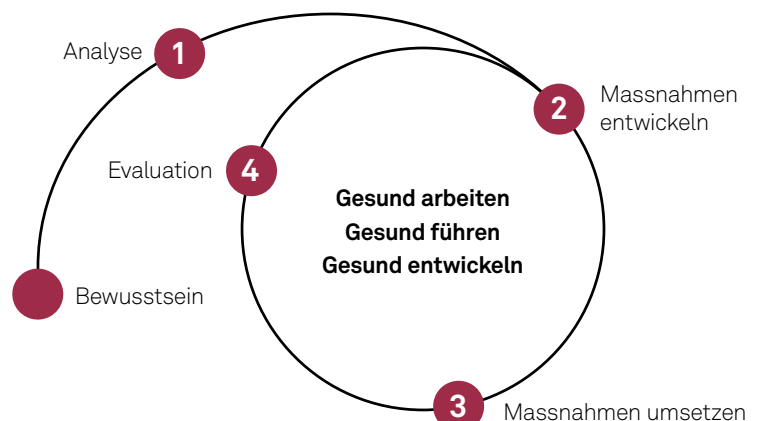 Analyse
1
2
Massnahmen
entwickeln
Evaluation
4
Gesund arbeiten
Gesund führen
Gesund entwickeln
Bewusstsein
3
Massnahmen umsetzen